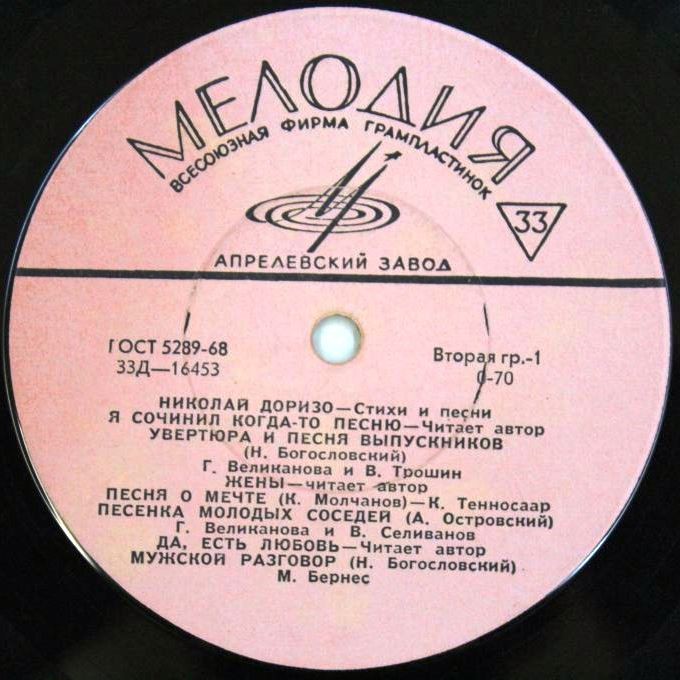 МЕЛОДИЯ
ВСЕСОЮЗНАЯ ФИРМА ГРАМПЛАСТИНОК
33
АПРЕЛЕВСКИЙ ЗАВОД
ГОСТ 5289-68
33Д—16453
Вторая гр.-1
0-70
НИКОЛАЙ ДОРИЗО—Стихи и песни
Я СОЧИНИЛ КОГДА-ТО ПЕСНЮ—Читает автор
УВЕРТЮРА И ПЕСНЯ ВЫПУСКНИКОВ
(Н. Богословский)
Г. Великанова и В. Трошин
ЖЕНЫ—читает автор
ПЕСНЯ О МЕЧТЕ (К. Молчанов)—К. Тенносаар
ПЕСЕНКА МОЛОДЫХ СОСЕДЕЙ (А. Островский)
Г. Великанова и В. Селиванов
ДА, ЕСТЬ ЛЮБОВЬ—Читает автор
МУЖСКОЙ РАЗГОВОР (Н. Богословский)
М. Бернес